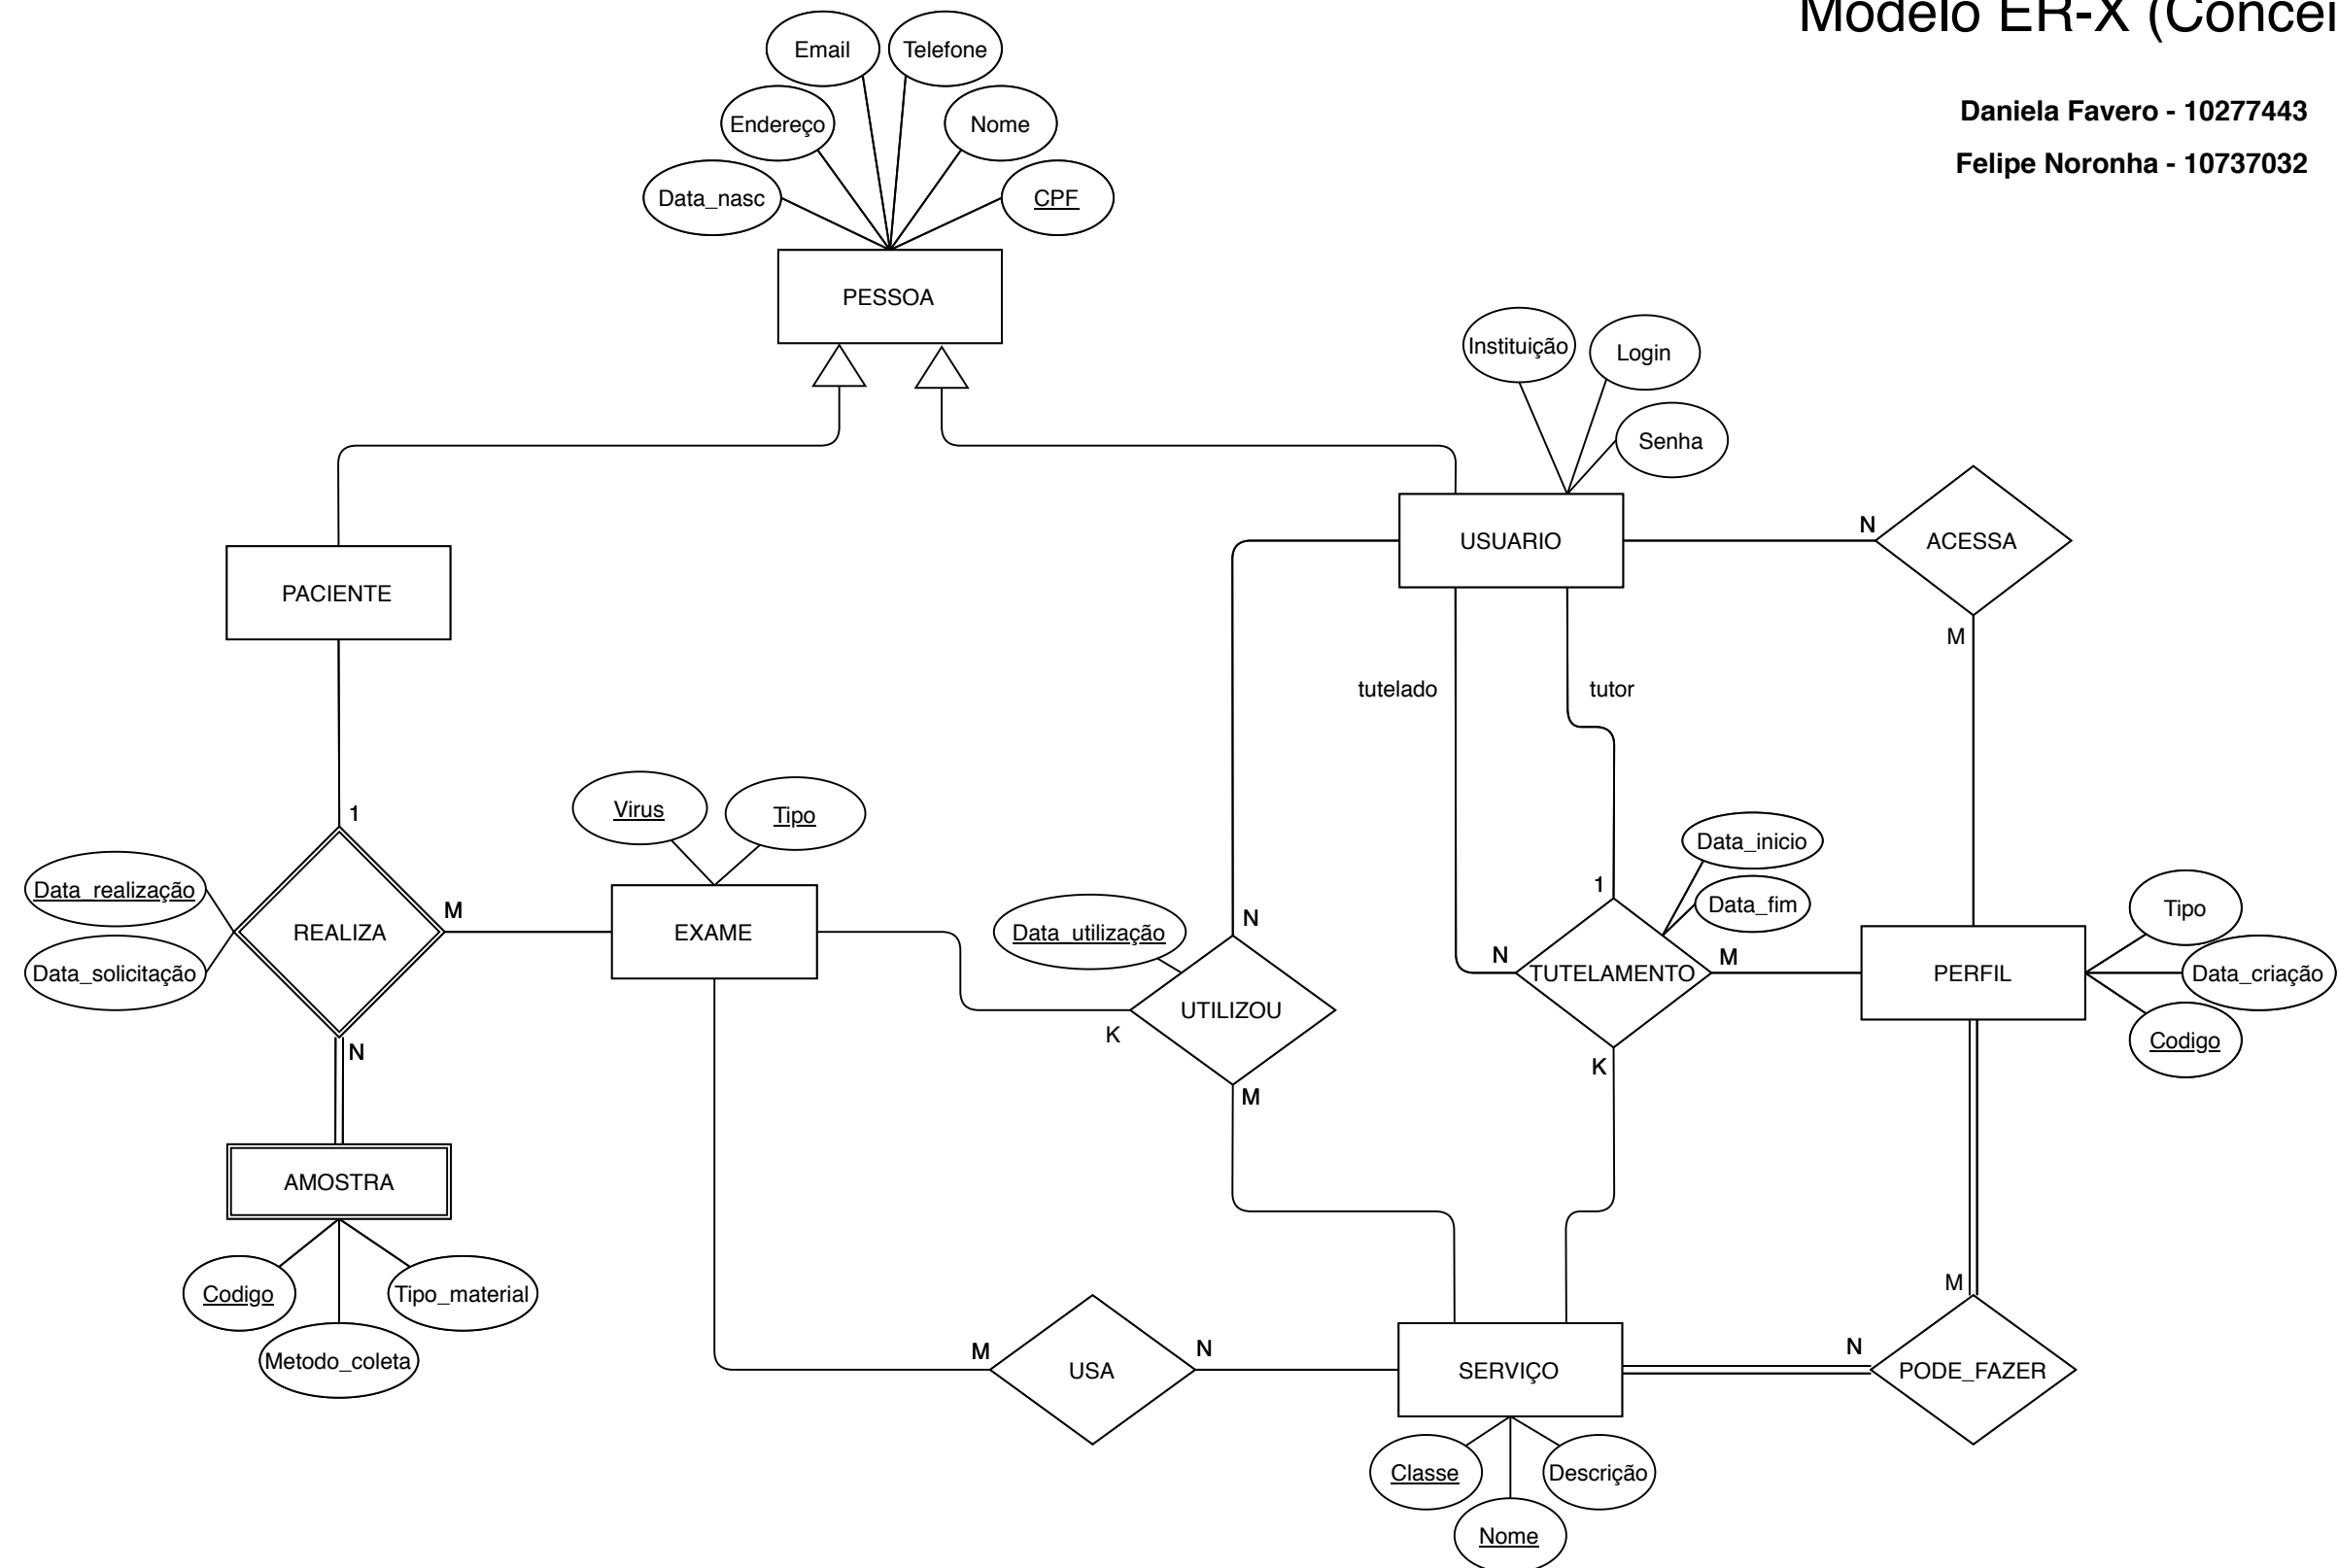 Modelo ER-X (Concei
Daniela Favero - 10277443
Felipe Noronha - 10737032
Email
Telefone
Endereço
Nome
Data_nasc
CPF
PESSOA
Instituição
Login
Senha
USUARIO
N
ACESSA
M
PACIENTE
tutelado
tutor
1
Virus
Tipo
Data_realização
Data_solicitação
REALIZA
M
EXAME
N
Data_utilização
N
UTILIZOU
K
M
1
Data_inicio
Data_fim
N
TUTELAMENTO
M
K
PERFIL
Tipo
Data_criação
Codigo
AMOSTRA
Codigo
Tipo_material
Metodo_coleta
M
USA
N
SERVIÇO
N
M
PODE_FAZER
Classe
Descrição
Nome